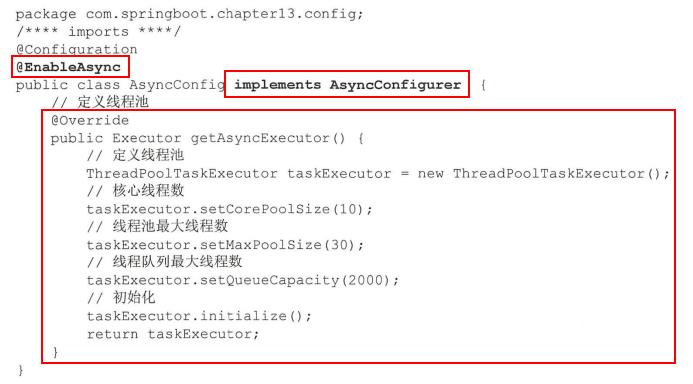 package com.springboot.chapter13.config;
/**** imports ****/
@Configuration
@EnableAsync
public class AsyncConfig implements AsyncConfigurer {
    // 定义线程池
    @Override
    public Executor getAsyncExecutor() {
        // 定义线程池
        ThreadPoolTaskExecutor taskExecutor = new ThreadPoolTaskExecutor();
        // 核心线程数
        taskExecutor.setCorePoolSize(10);
        // 线程池最大线程数
        taskExecutor.setMaxPoolSize(30);
        // 线程队列最大线程数
        taskExecutor.setQueueCapacity(2000);
        // 初始化
        taskExecutor.initialize();
        return taskExecutor;
    }
}